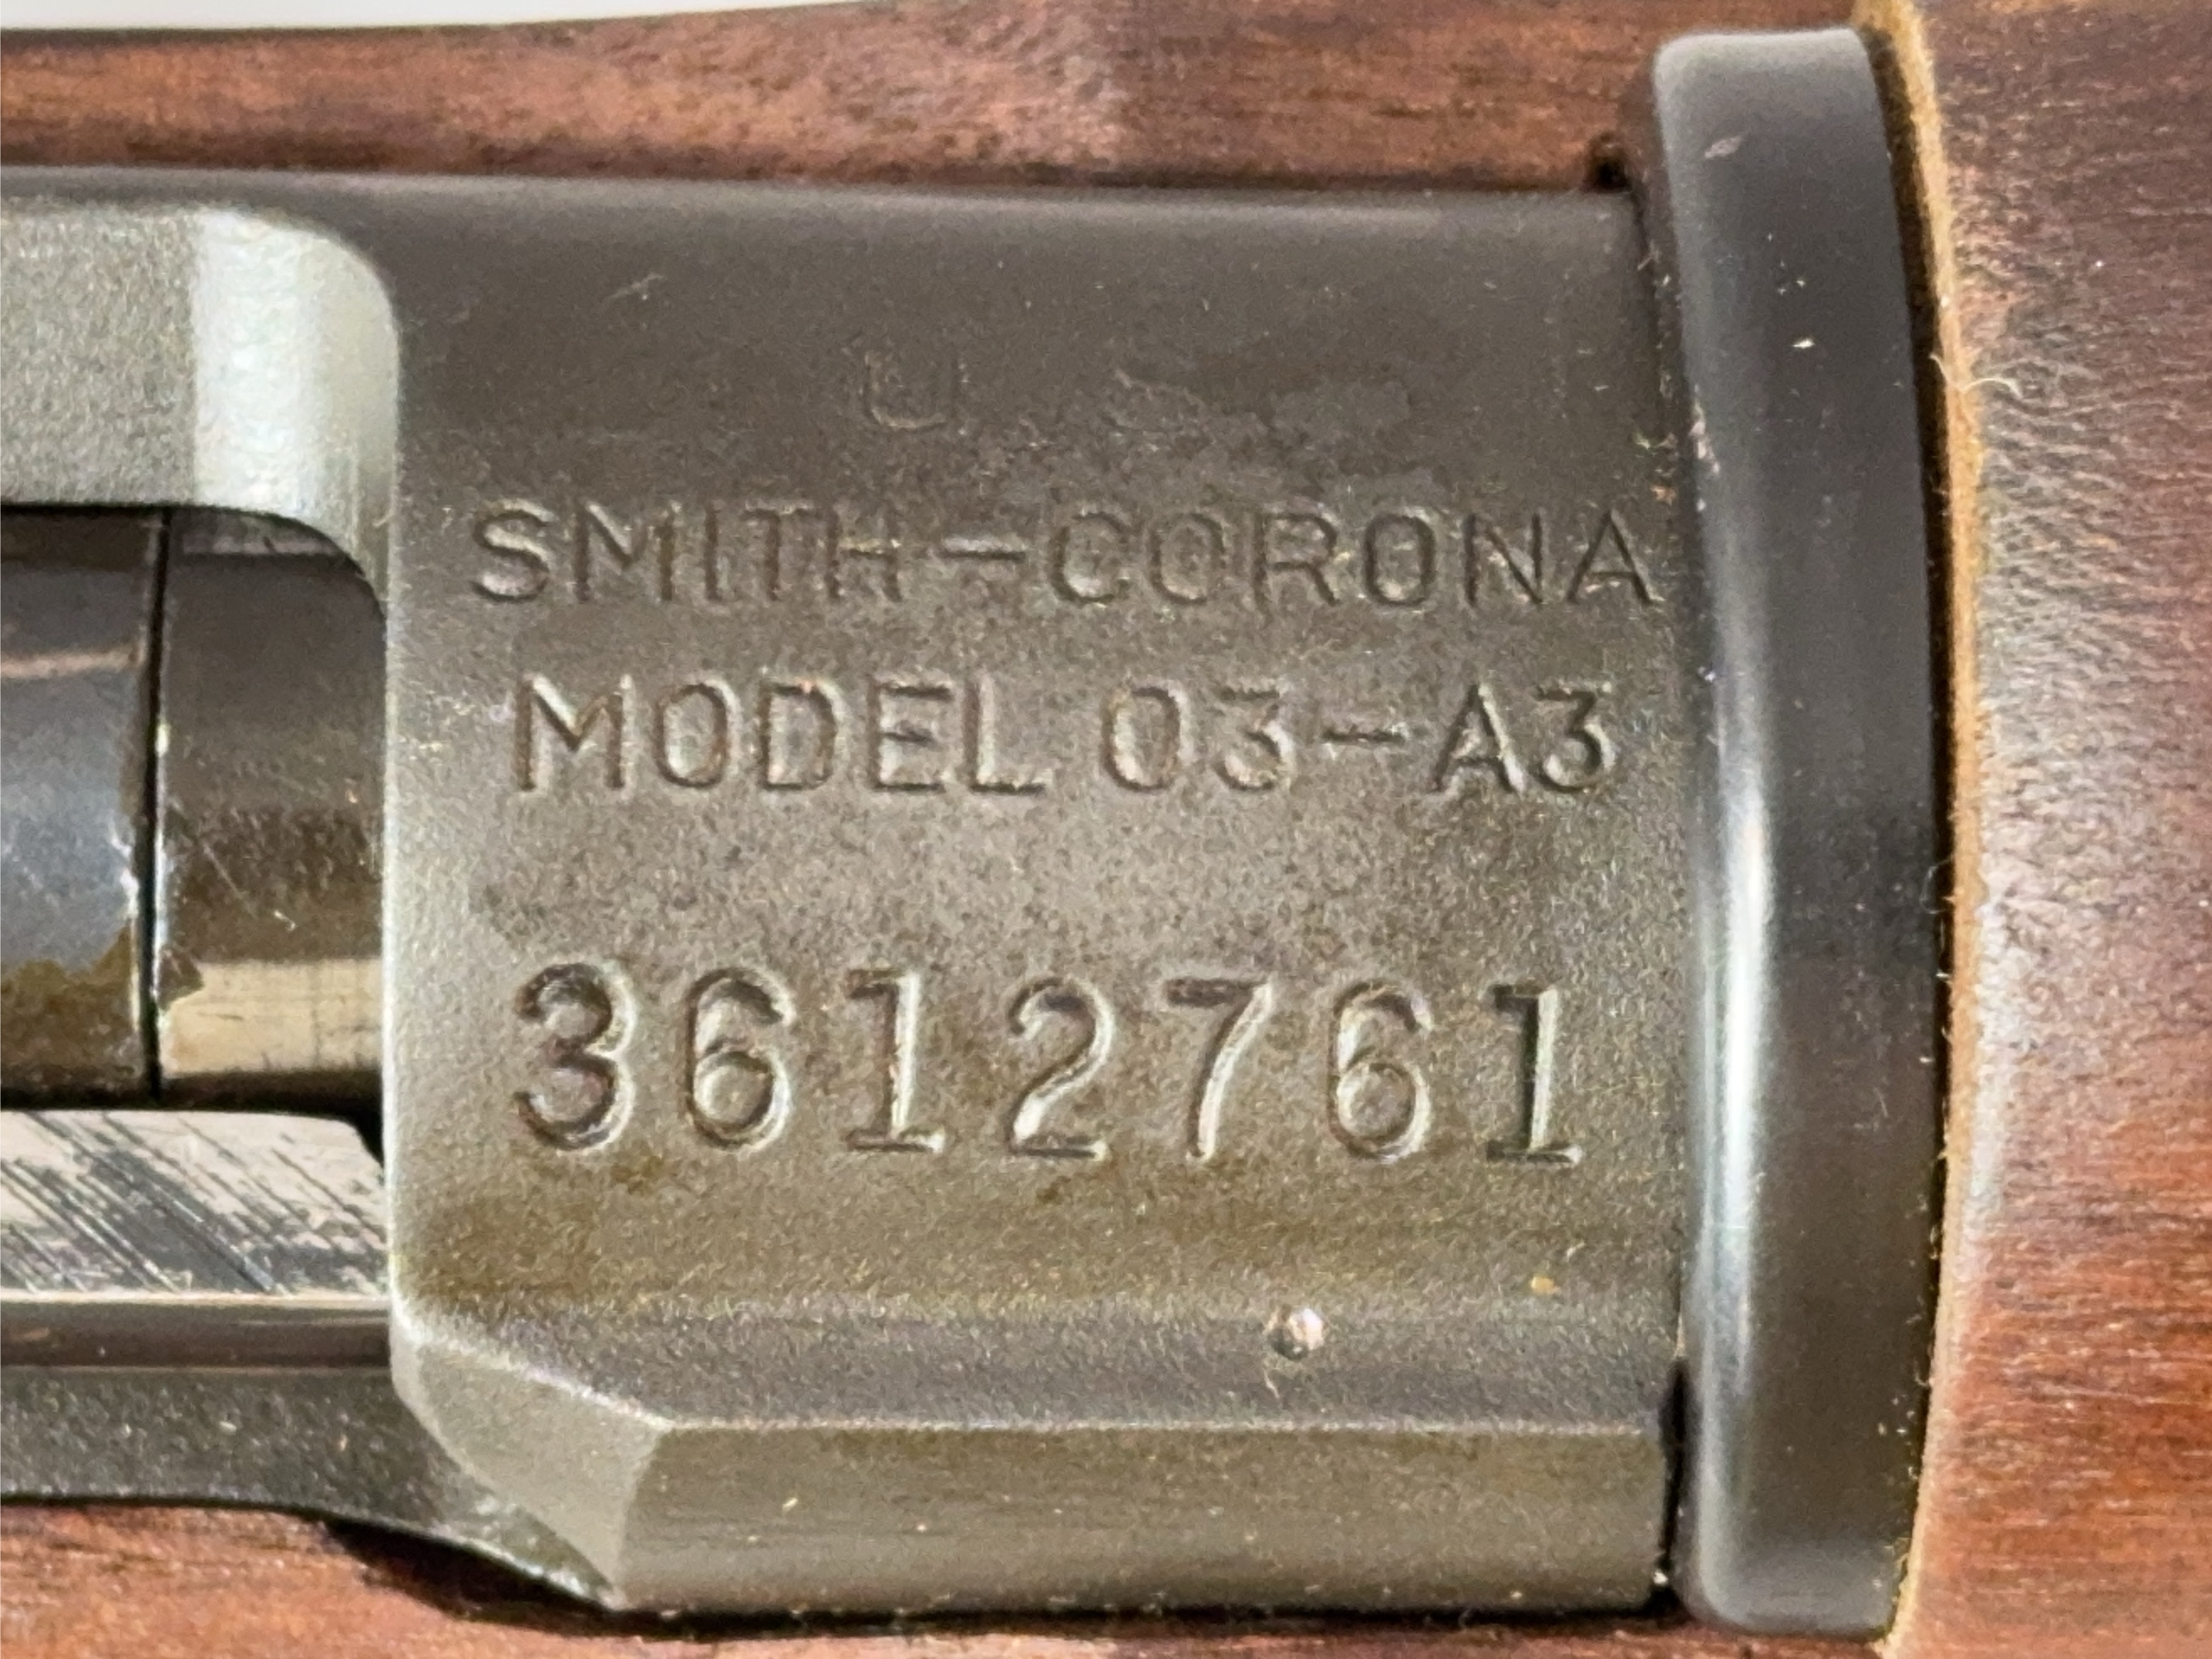 U
SMITH-CORONA
MODEL 03-A3
3612761